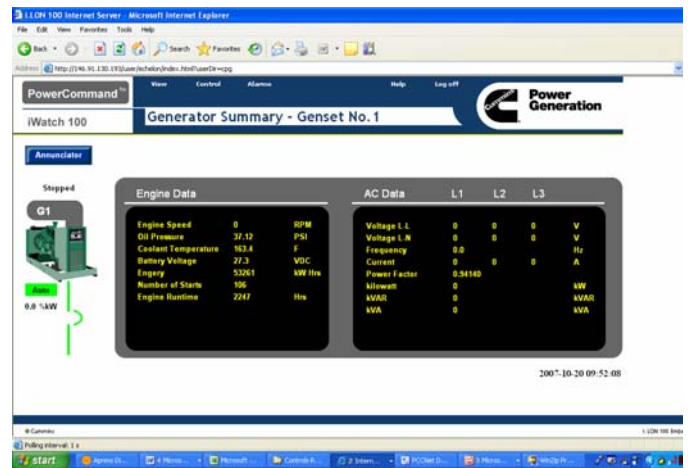 I.LON 100 Internet Server - Microsoft Internet Explorer
File Edit View Favorites Tools Help
Back Search Favorites
Address
PowerCommand™ View Control Alarms Help Log off
Power Generation
iWatch 100 Generator Summary - Genset No. 1
Annunciator
Stopped
G1
Auto
0.0 %kW
Engine Data
Engine Speed 0 RPM
Oil Pressure 37.12 PSI
Coolant Temperature 163.4 F
Battery Voltage 27.3 VDC
Engery 53261 kW Hrs
Number of Starts 106
Engine Runtime 2247 Hrs
AC Data L1 L2 L3
Voltage L-L 0 0 0 V
Voltage L-N 0 0 0 V
Frequency 0.0 Hz
Current 0 0 0 A
Power Factor 0.94140
kilowatt 0 kW
kVAR 0 kVAR
kVA 0 kVA
2007-10-20 09:52:08
© Cummins
Polling interval: 1 s
start